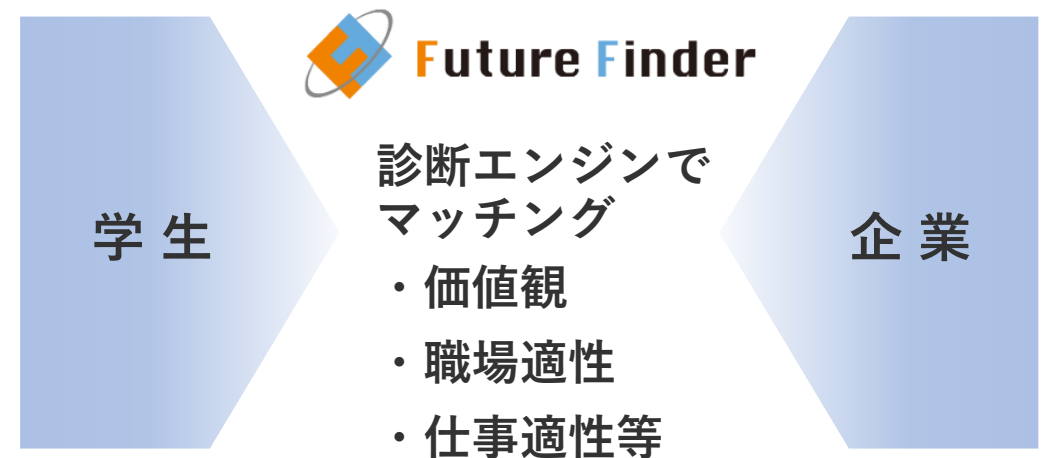 Future Finder
診断エンジンで
マッチング
学生
企業
・価値観
・職場適性
・仕事適性等